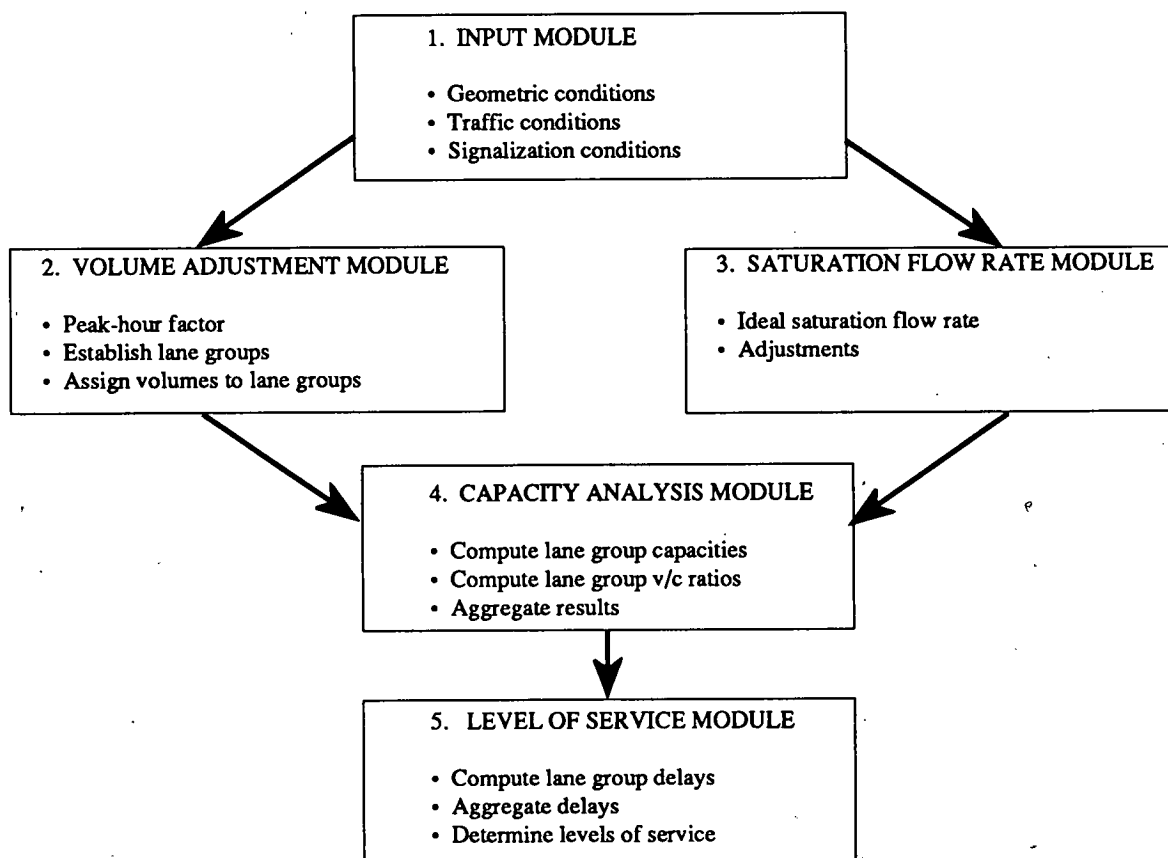 1. INPUT MODULE
• Geometric conditions
• Traffic conditions
• Signalization conditions
2. VOLUME ADJUSTMENT MODULE
• Peak-hour factor
• Establish lane groups
• Assign volumes to lane groups
3. SATURATION FLOW RATE MODULE
• Ideal saturation flow rate
• Adjustments
4. CAPACITY ANALYSIS MODULE
• Compute lane group capacities
• Compute lane group v/c ratios
• Aggregate results
5. LEVEL OF SERVICE MODULE
• Compute lane group delays
• Aggregate delays
• Determine levels of service